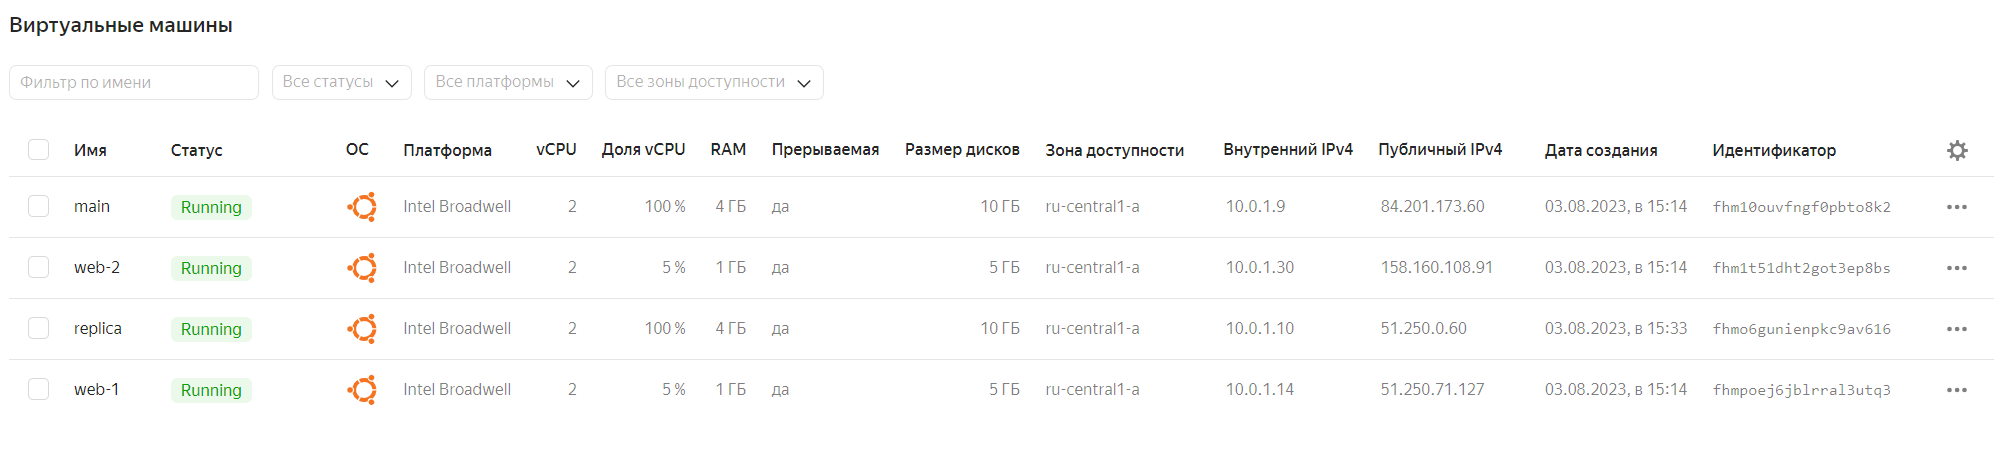 Виртуальные машины
Фильтр по имени Все статусы Все платформы Все зоны доступности
Имя Статус ОС Платформа vCPU Доля vCPU RAM Прерываемая Размер дисков Зона доступности Внутренний IPv4 Публичный IPv4 Дата создания Идентификатор
main Running Intel Broadwell 2 100 % 4 ГБ да 10 ГБ ru-central1-a 10.0.1.9 84.201.173.60 03.08.2023, в 15:14 fhm10ouvfngf0pbto8k2
web-2 Running Intel Broadwell 2 5 % 1 ГБ да 5 ГБ ru-central1-a 10.0.1.30 158.160.108.91 03.08.2023, в 15:14 fhm1t51dht2got3ep8bs
replica Running Intel Broadwell 2 100 % 4 ГБ да 10 ГБ ru-central1-a 10.0.1.10 51.250.0.60 03.08.2023, в 15:33 fhmo6gunienpkc9av616
web-1 Running Intel Broadwell 2 5 % 1 ГБ да 5 ГБ ru-central1-a 10.0.1.14 51.250.71.127 03.08.2023, в 15:14 fhmpoej6jblrral3utq3